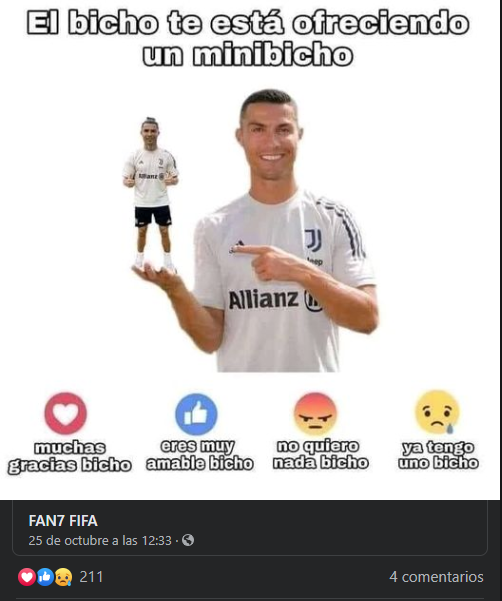 El bicho te está ofreciendo
un minibicho
Allianz
Jeep
Allianz
muchas
gracias bicho
eres muy
amable bicho
no quiero
nada bicho
ya tengo
uno bicho
FAN7 FIFA
25 de octubre a las 12:33 ·
211
4 comentarios